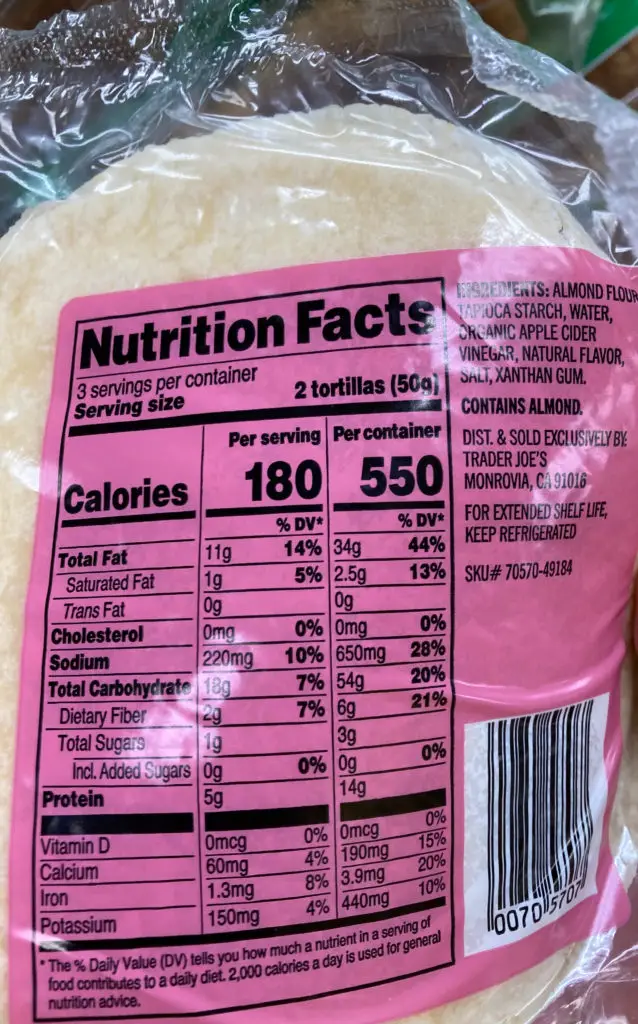 Nutrition Facts
3 servings per container
Serving size 2 tortillas (50g)
Per serving Per container
Calories 180 550
% DV* % DV*
Total Fat 11g 14% 34g 44%
Saturated Fat 1g 5% 2.5g 13%
Trans Fat 0g 0g
Cholesterol 0mg 0% 0mg 0%
Sodium 220mg 10% 650mg 28%
Total Carbohydrate 18g 7% 54g 20%
Dietary Fiber 2g 7% 6g 21%
Total Sugars 1g 3g
Incl. Added Sugars 0g 0% 0g 0%
Protein 5g 14g
Vitamin D 0mcg 0% 0mcg 0%
Calcium 60mg 4% 190mg 15%
Iron 1.3mg 8% 3.9mg 20%
Potassium 150mg 4% 440mg 10%
* The % Daily Value (DV) tells you how much a nutrient in a serving of
food contributes to a daily diet. 2,000 calories a day is used for general
nutrition advice.
INGREDIENTS: ALMOND FLOUR
TAPIOCA STARCH, WATER,
ORGANIC APPLE CIDER
VINEGAR, NATURAL FLAVOR,
SALT, XANTHAN GUM.
CONTAINS ALMOND.
DIST. & SOLD EXCLUSIVELY BY:
TRADER JOE'S
MONROVIA, CA 91016
FOR EXTENDED SHELF LIFE,
KEEP REFRIGERATED
SKU# 70570-49184
0070 5707